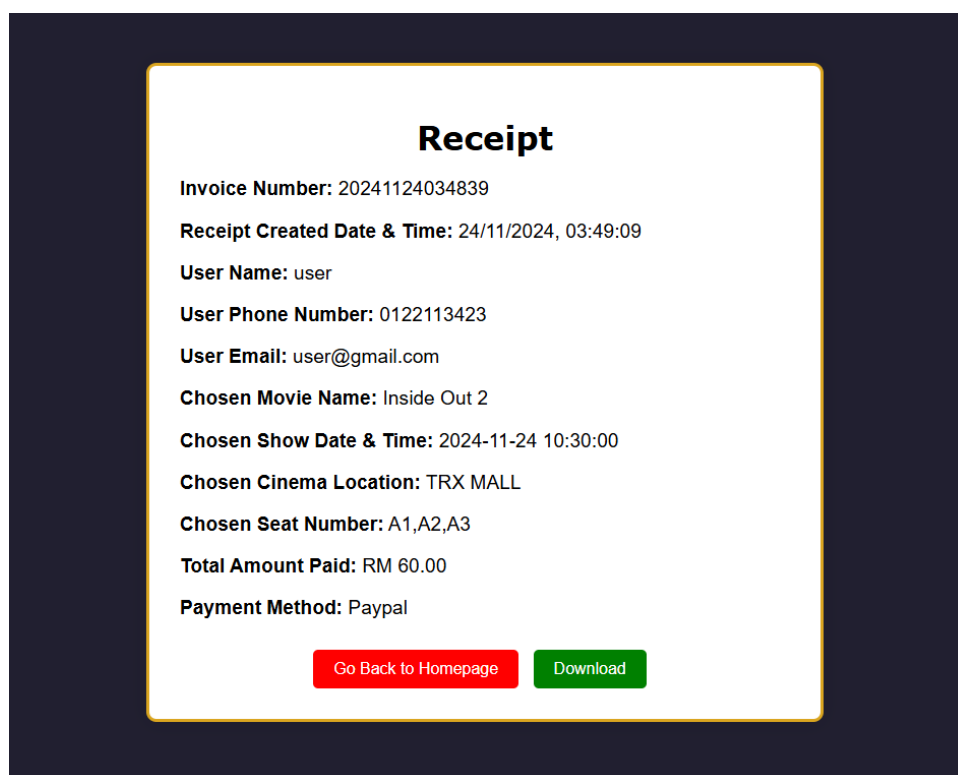 Receipt
Invoice Number: 20241124034839
Receipt Created Date & Time: 24/11/2024, 03:49:09
User Name: user
User Phone Number: 0122113423
User Email: user@gmail.com
Chosen Movie Name: Inside Out 2
Chosen Show Date & Time: 2024-11-24 10:30:00
Chosen Cinema Location: TRX MALL
Chosen Seat Number: A1,A2,A3
Total Amount Paid: RM 60.00
Payment Method: Paypal
Go Back to Homepage Download